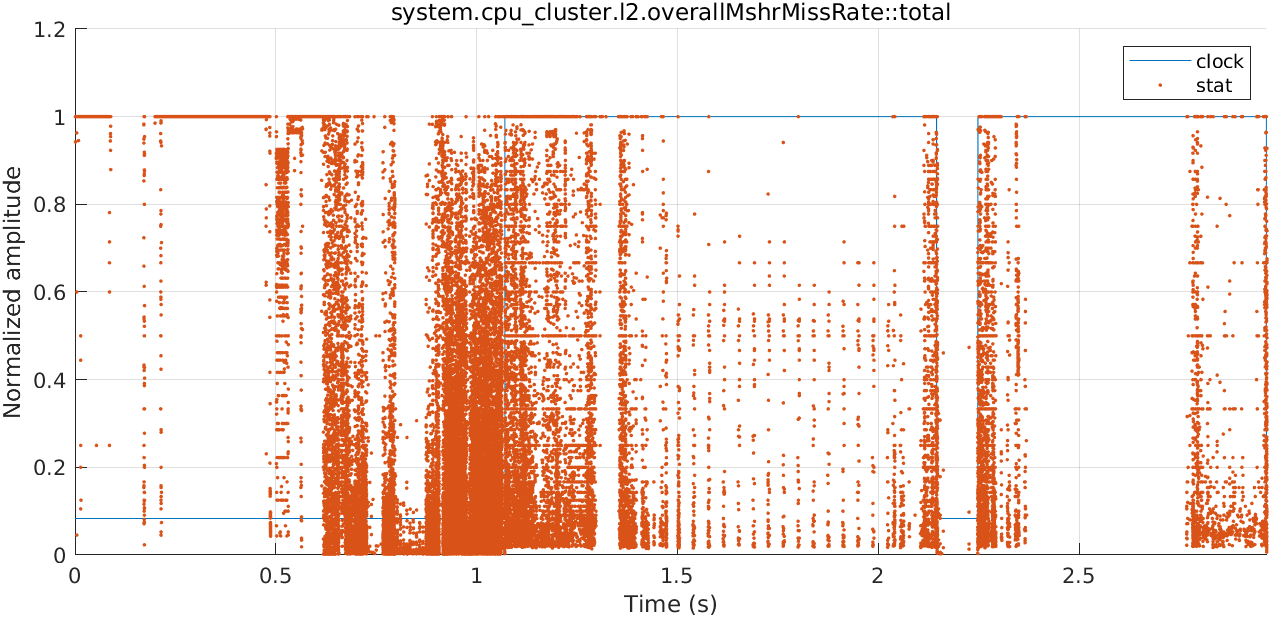 system.cpu_cluster.l2.overallMshrMissRate::total
1.2
1
0.8
0.6
0.4
0.2
0
Normalized amplitude
clock
stat
0 0.5 1 1.5 2 2.5
Time (s)